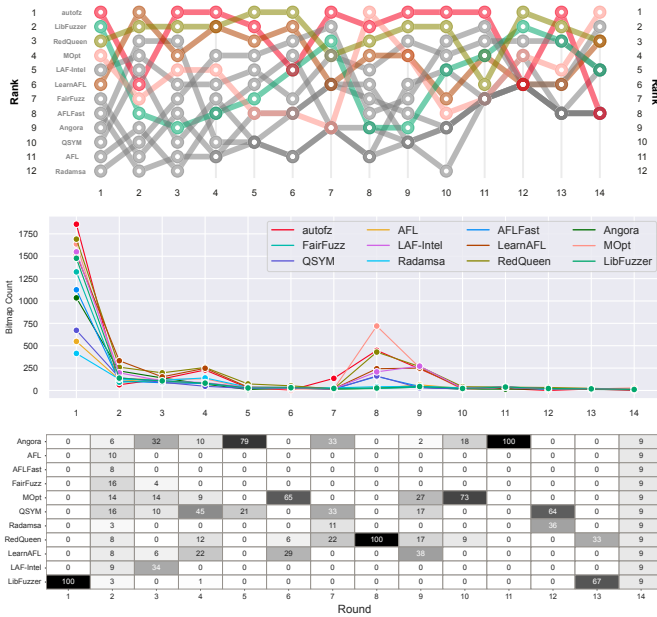 1 autofz 1
2 LibFuzzer 2
3 RedQueen 3
4 MOpt 4
5 LAF-intel 5
6 LearnAFL 6
7 FairFuzz 7
8 AFLFast 8
9 Angora 9
10 QSYM 10
11 AFL 11
12 Radamsa 12
Rank
Rank
1 2 3 4 5 6 7 8 9 10 11 12 13 14
autofz AFL AFLFast Angora
FairFuzz LAF-Intel LearnAFL MOpt
QSYM Radamsa RedQueen LibFuzzer
Bitmap Count
1750
1500
1250
1000
750
500
250
0
1 2 3 4 5 6 7 8 9 10 11 12 13 14
Angora 0 6 32 10 79 0 33 0 2 18 100 0 0 9
AFL 0 10 0 0 0 0 0 0 0 0 0 0 0 9
AFLFast 0 8 0 0 0 0 0 0 0 0 0 0 0 9
FairFuzz 0 16 4 0 0 0 0 0 0 0 0 0 0 9
MOpt 0 14 14 9 0 65 0 0 27 73 0 0 0 9
QSYM 0 16 10 45 21 0 33 0 17 0 0 64 0 9
Radamsa 0 3 0 0 0 0 11 0 0 0 0 36 0 9
RedQueen 0 8 0 12 0 6 22 100 17 9 0 0 33 9
LearnAFL 0 8 6 22 0 29 0 0 38 0 0 0 0 9
LAF-Intel 0 9 34 0 0 0 0 0 0 0 0 0 0 9
LibFuzzer 100 3 0 1 0 0 0 0 0 0 0 0 67 9
1 2 3 4 5 6 7 8 9 10 11 12 13 14
Round